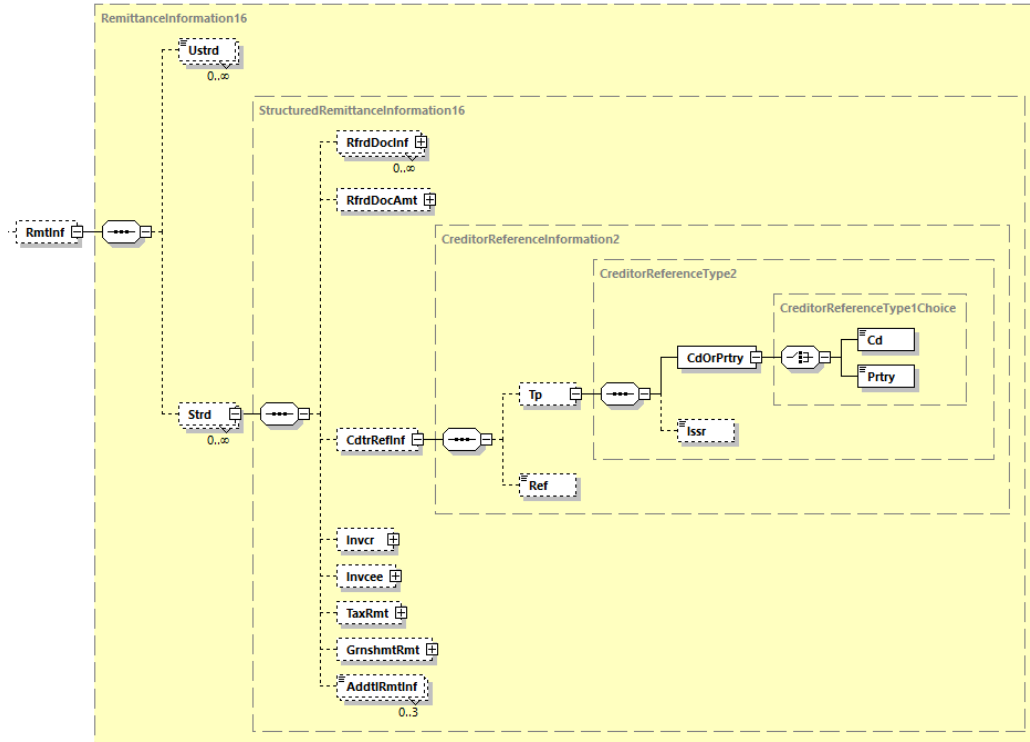 RemittanceInformation16
Ustrd
0..∞
StructuredRemittanceInformation16
RfrdDocInf
0..∞
RfrdDocAmt
RmtInf
CreditorReferenceInformation2
CreditorReferenceType2
CreditorReferenceType1Choice
Cd
CdOrPrtry
Prtry
Tp
Strd
0..∞
Issr
CdtrRefInf
Ref
Invcr
Invcee
TaxRmt
GrnshmtRmt
AddtlRmtInf
0..3